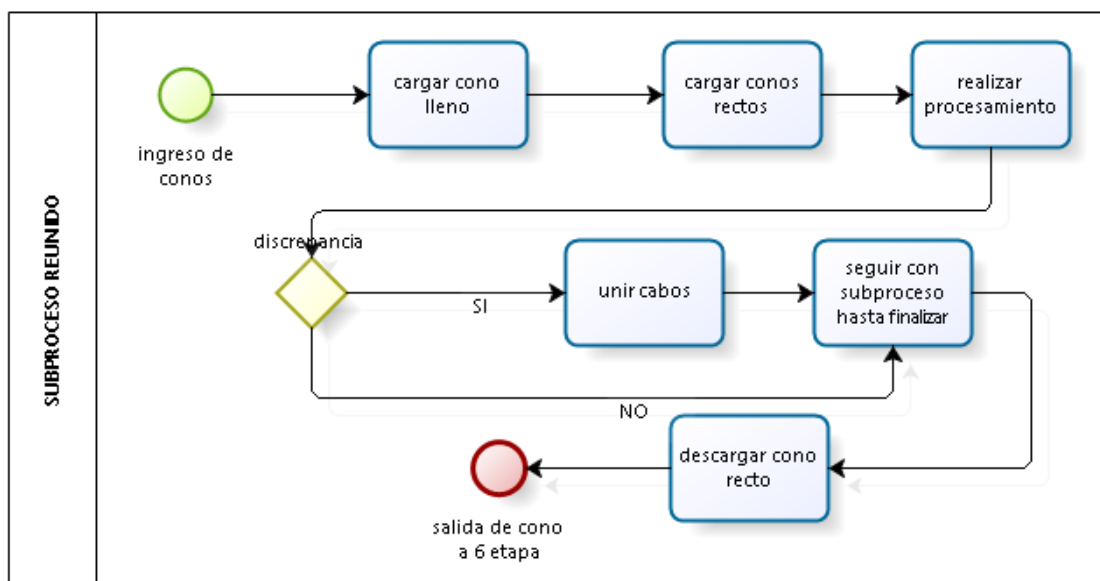 SUBPROCESO REUNIDO
ingreso de
conos
cargar cono
lleno
cargar conos
rectos
realizar
procesamiento
discrepancia
SI
unir cabos
seguir con
subproceso
hasta finalizar
NO
descargar cono
recto
salida de cono
a 6 etapa